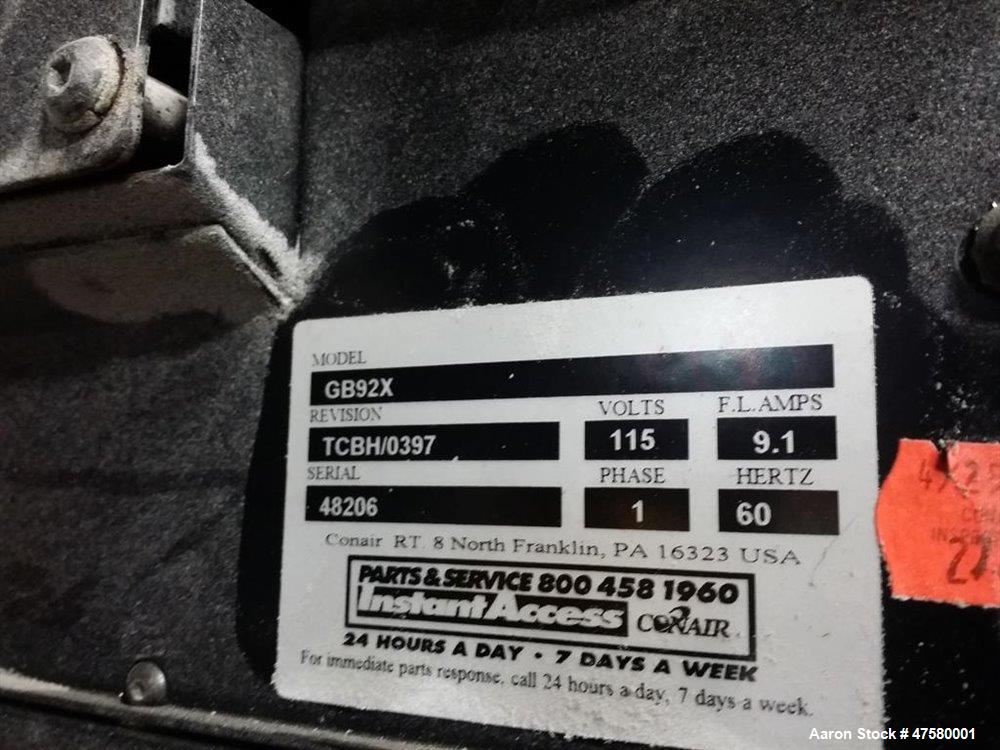 MODEL
GB92X
REVISION VOLTS F.L.AMPS
TCBH/0397 115 9.1
SERIAL PHASE HERTZ
48206 1 60
Conair RT. 8 North Franklin, PA 16323 USA
PARTS & SERVICE 800 458 1960
InstantAccess CONAIR
24 HOURS A DAY · 7 DAYS A WEEK
For immediate parts response, call 24 hours a day, 7 days a week.
Aaron Stock # 47580001